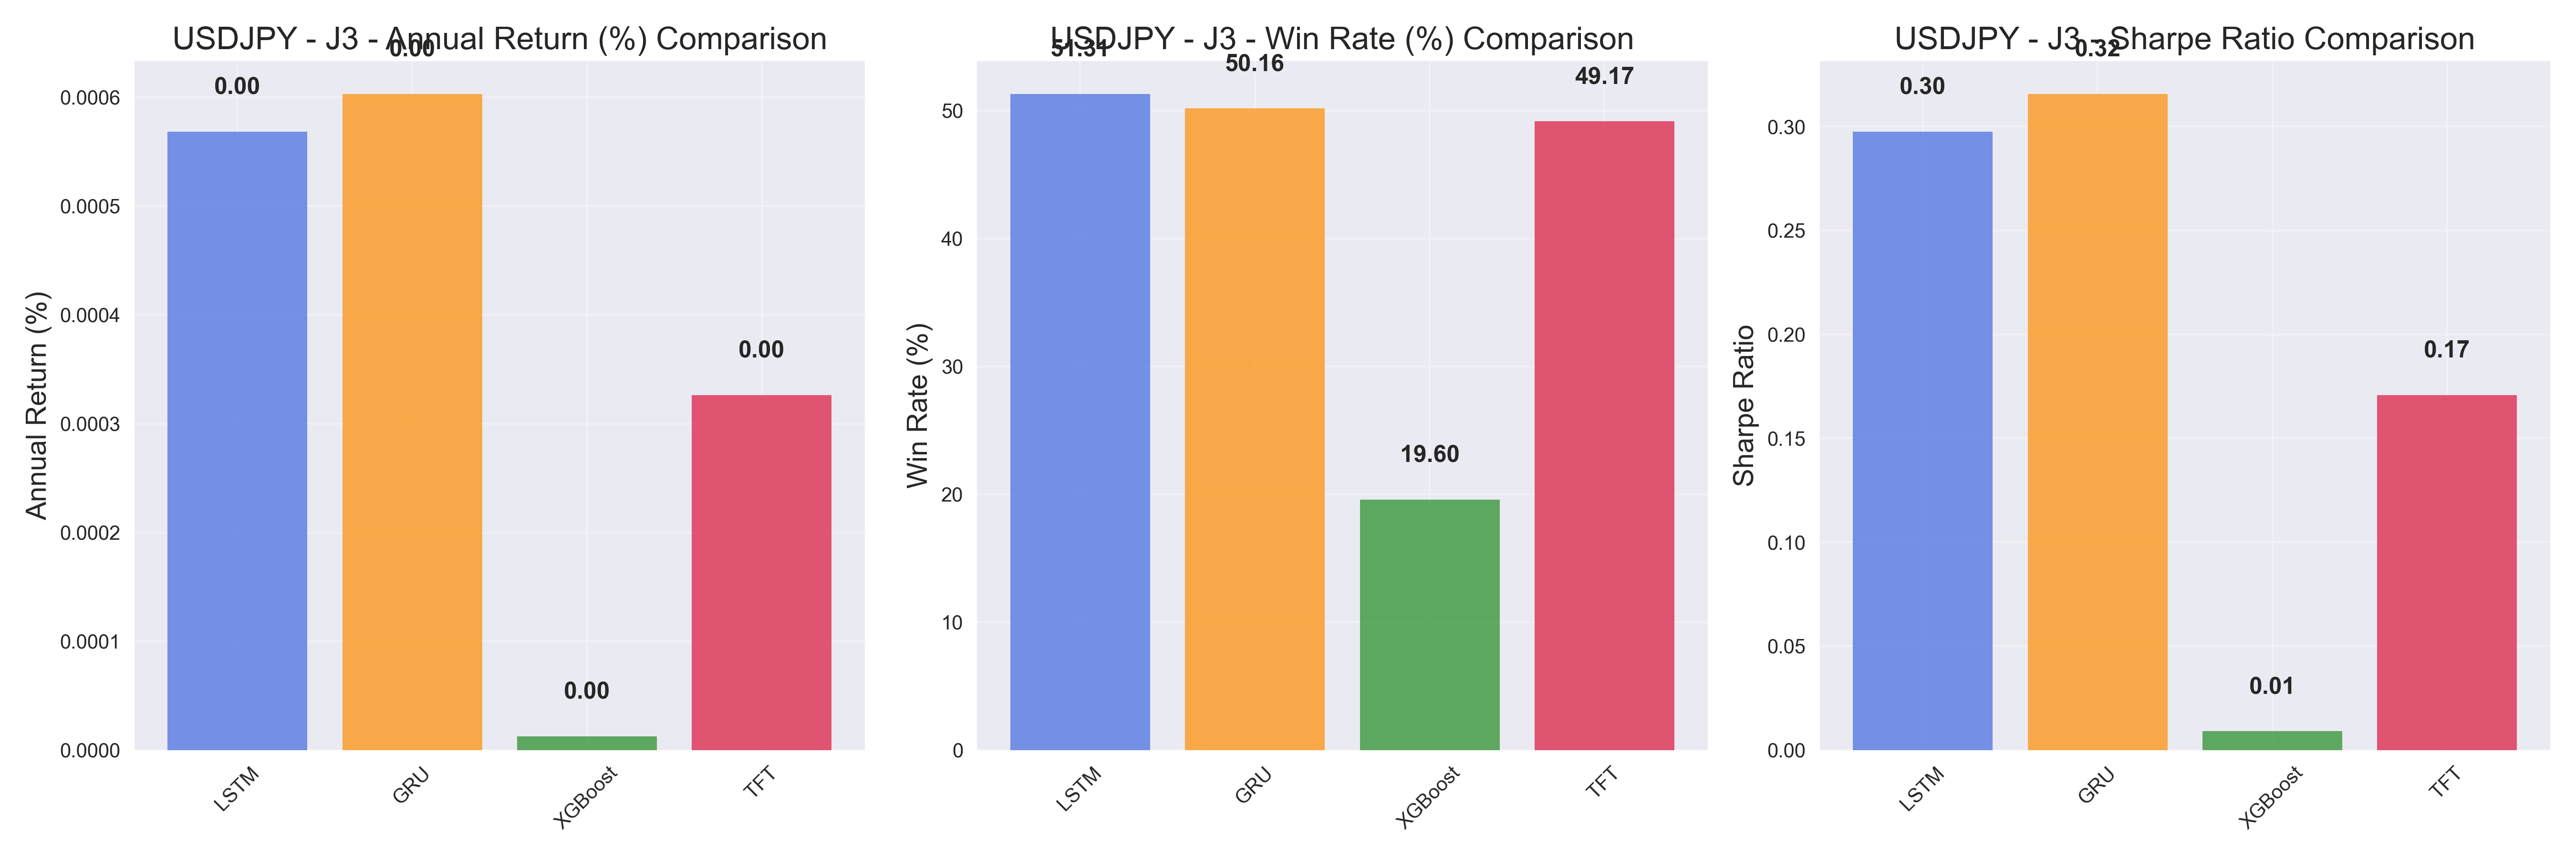 USDJPY - J3 - Annual Return (%) Comparison
0.00
0.00
0.00
0.00
Annual Return (%)
0.0006
0.0005
0.0004
0.0003
0.0002
0.0001
0.0000
LSTM
GRU
XGBoost
TFT
USDJPY - J3 - Win Rate (%) Comparison
51.31
50.16
19.60
49.17
Win Rate (%)
50
40
30
20
10
0
LSTM
GRU
XGBoost
TFT
USDJPY - J3 - Sharpe Ratio Comparison
0.30
0.32
0.01
0.17
Sharpe Ratio
0.30
0.25
0.20
0.15
0.10
0.05
0.00
LSTM
GRU
XGBoost
TFT